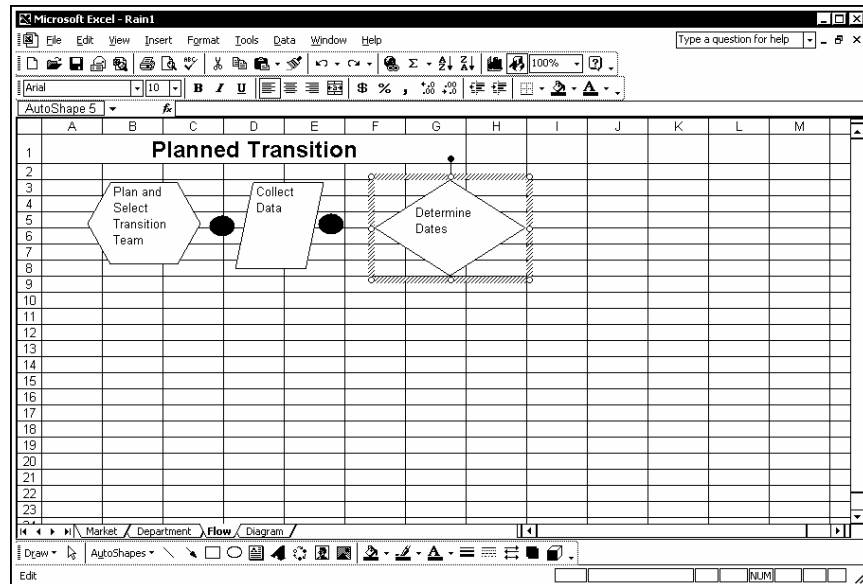 Microsoft Excel - Rain1
File Edit View Insert Format Tools Data Window Help
Type a question for help
100%
Arial 10 B I U $ % ,
AutoShape 5 fx
A B C D E F G H I J K L M
1 Planned Transition
2
3 Plan and Collect
4 Select Data
5 Transition Determine
6 Team Dates
7
8
9
10
11
12
13
14
15
16
17
18
19
20
21
22
23
Market Department Flow Diagram
Draw AutoShapes
Edit NUM